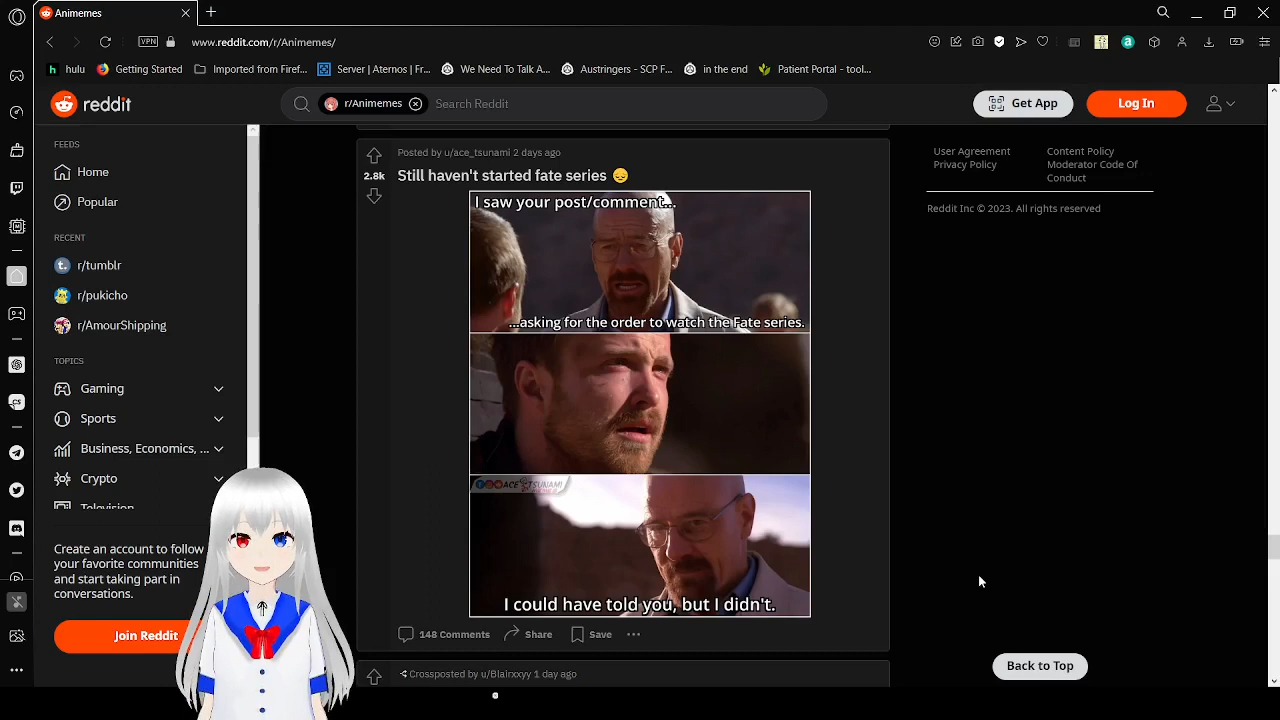 Animemes
VPN
www.reddit.com/r/Animemes/
h hulu
Getting Started
Imported from Firef...
Server | Aternos | Fr...
We Need To Talk A...
Austringers - SCP F...
in the end
Patient Portal - tool...
reddit
r/Animemes
Search Reddit
Get App
Log In
FEEDS
Home
Popular
RECENT
r/tumblr
r/pukicho
r/AmourShipping
TOPICS
Gaming
Sports
Business, Economics, ...
Crypto
Television
Create an account to follow
your favorite communities
and start taking part in
conversations.
Join Reddit
Posted by u/ace_tsunami 2 days ago
2.8k
Still haven't started fate series 😔
I saw your post/comment...
...asking for the order to watch the Fate series.
ACE TSUNAMI
I could have told you, but I didn't.
148 Comments
Share
Save
Crossposted by u/Blairxxyy 1 day ago
User Agreement
Privacy Policy
Content Policy
Moderator Code Of
Conduct
Reddit Inc © 2023. All rights reserved
Back to Top